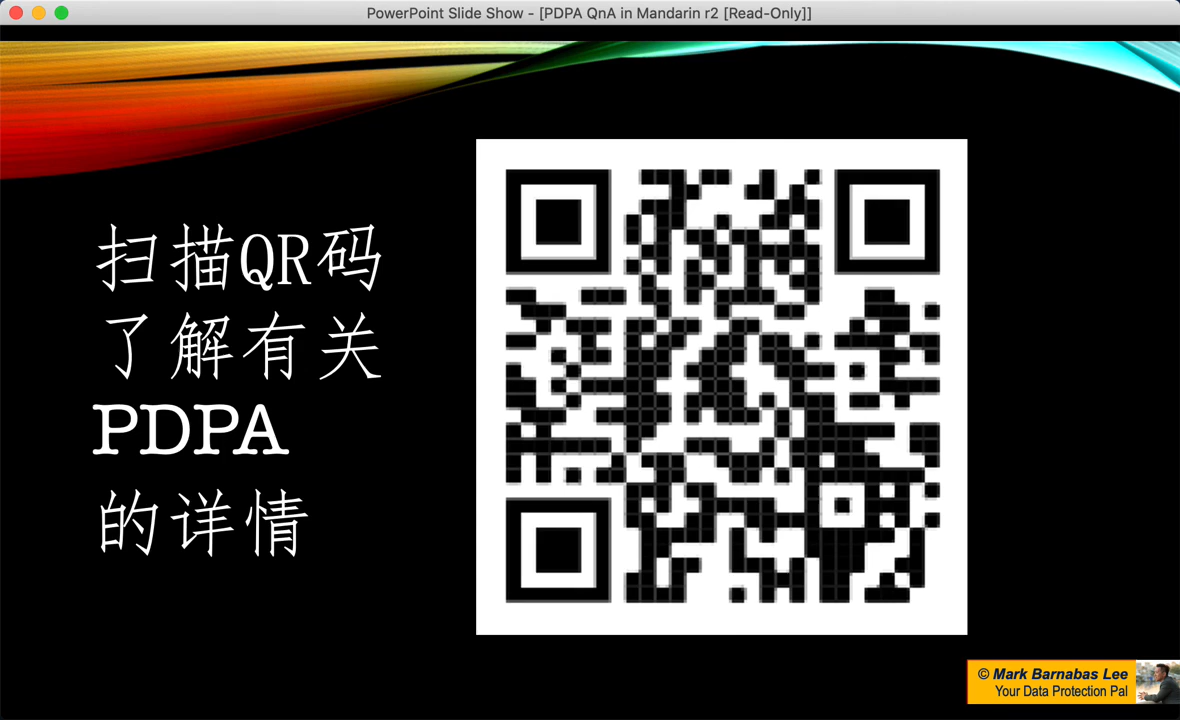 PowerPoint Slide Show - [PDPA QnA in Mandarin r2 [Read-Only]]
扫描QR码
了解有关
PDPA
的详情
© Mark Barnabas Lee
Your Data Protection Pal